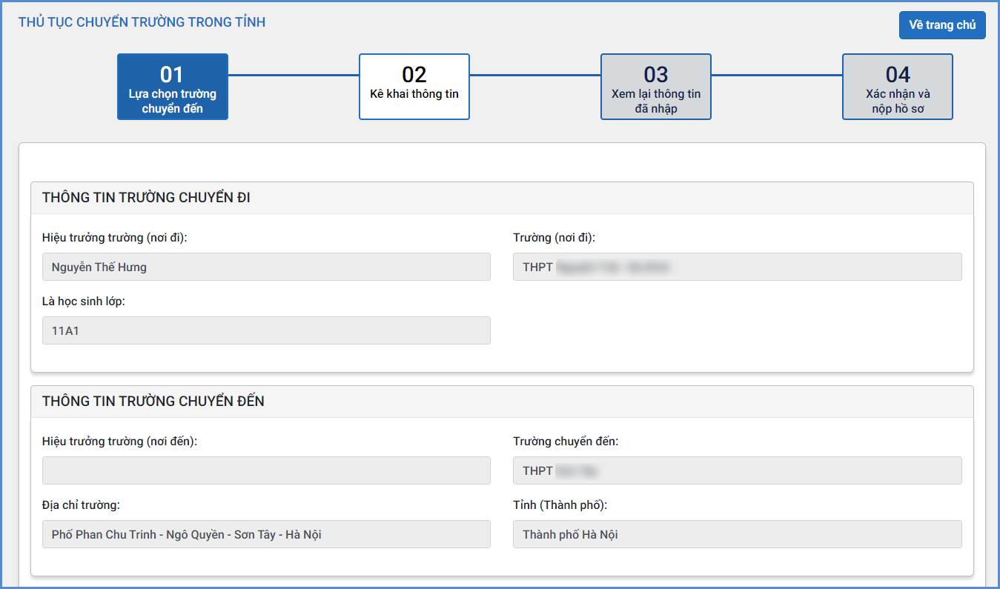 THỦ TỤC CHUYỂN TRƯỜNG TRONG TỈNH
Về trang chủ
01
Lựa chọn trường
chuyển đến
02
Kê khai thông tin
03
Xem lại thông tin
đã nhập
04
Xác nhận và
nộp hồ sơ
THÔNG TIN TRƯỜNG CHUYỂN ĐI
Hiệu trưởng trường (nơi đi):
Trường (nơi đi):
Nguyễn Thế Hưng
THPT
Là học sinh lớp:
11A1
THÔNG TIN TRƯỜNG CHUYỂN ĐẾN
Hiệu trưởng trường (nơi đến):
Trường chuyển đến:
THPT
Địa chỉ trường:
Tỉnh (Thành phố):
Phố Phan Chu Trinh - Ngô Quyền - Sơn Tây - Hà Nội
Thành phố Hà Nội